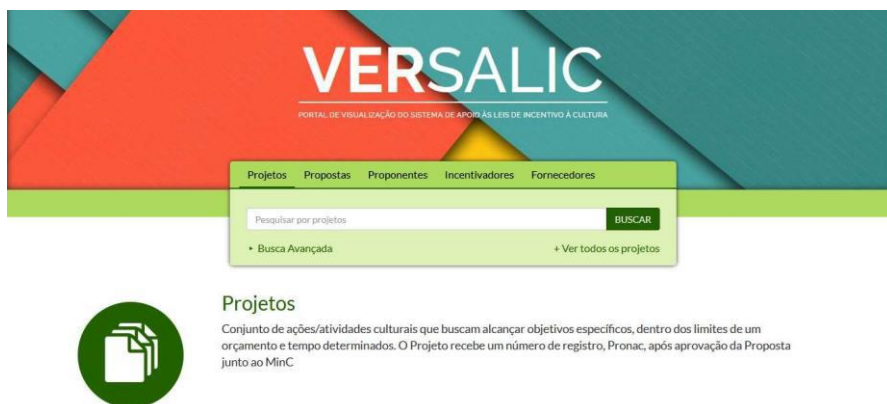 VERSALIC
PORTAL DE VISUALIZAÇÃO DO SISTEMA DE APOIO ÀS LEIS DE INCENTIVO À CULTURA
Projetos Propostas Proponentes Incentivadores Fornecedores
Pesquisar por projetos BUSCAR
‣ Busca Avançada + Ver todos os projetos
Projetos
Conjunto de ações/atividades culturais que buscam alcançar objetivos específicos, dentro dos limites de um
orçamento e tempo determinados. O Projeto recebe um número de registro, Pronac, após aprovação da Proposta
junto ao MinC